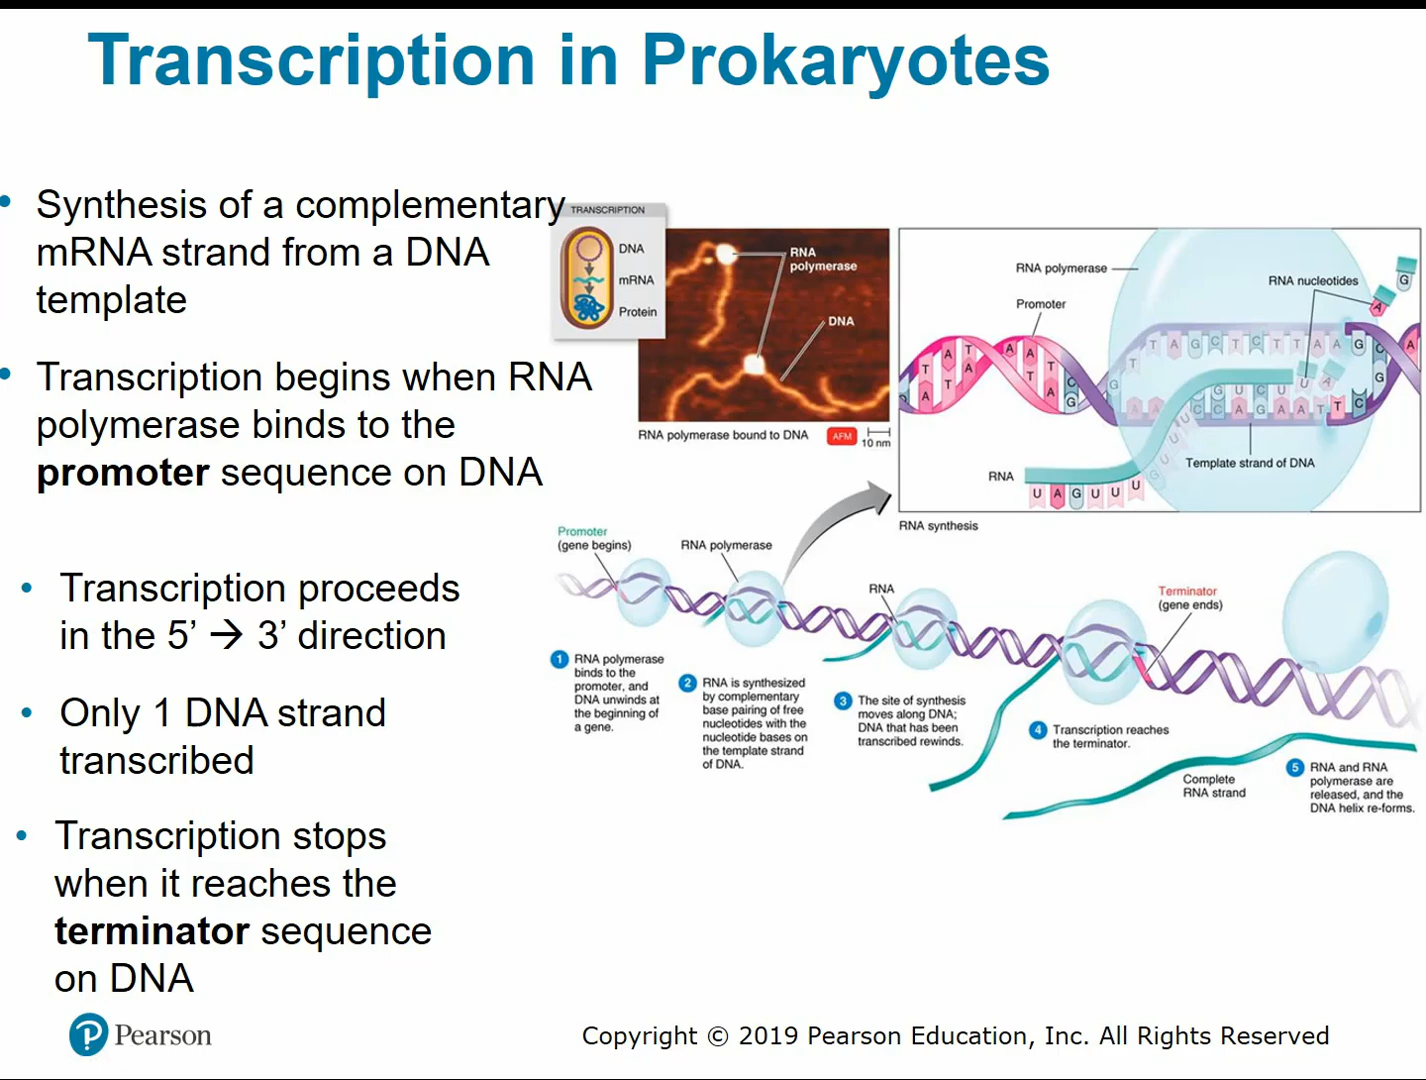 Transcription in Prokaryotes
• Synthesis of a complementary
mRNA strand from a DNA
template
• Transcription begins when RNA
polymerase binds to the
promoter sequence on DNA
• Transcription proceeds
in the 5’ → 3’ direction
• Only 1 DNA strand
transcribed
• Transcription stops
when it reaches the
terminator sequence
on DNA
TRANSCRIPTION
DNA
mRNA
Protein
RNA
polymerase
DNA
RNA polymerase bound to DNA
AFM
10 nm
RNA polymerase
Promoter
RNA nucleotides
G
A
T A G C T C T T A A G C
G U C U U A
C C A G A A T T C
RNA
U A G U U U
Template strand of DNA
RNA synthesis
Promoter
(gene begins)
RNA polymerase
RNA
Terminator
(gene ends)
1 RNA polymerase
binds to the
promoter, and
DNA unwinds at
the beginning of
a gene.
2 RNA is synthesized
by complementary
base pairing of free
nucleotides with the
nucleotide bases on
the template strand
of DNA.
3 The site of synthesis
moves along DNA;
DNA that has been
transcribed rewinds.
4 Transcription reaches
the terminator.
Complete
RNA strand
5 RNA and RNA
polymerase are
released, and the
DNA helix re-forms.
Pearson
Copyright © 2019 Pearson Education, Inc. All Rights Reserved